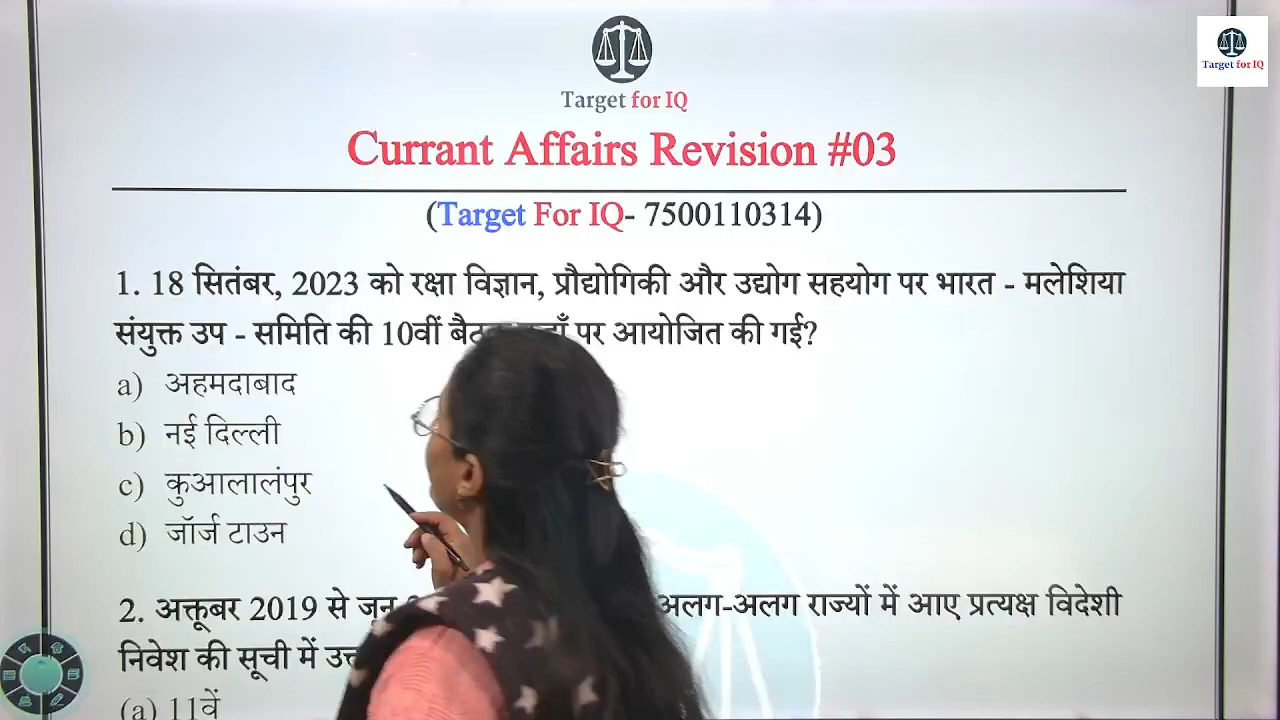 Target for IQ
Target for IQ
Currant Affairs Revision #03
(Target For IQ- 7500110314)
1. 18 सितंबर, 2023 को रक्षा विज्ञान, प्रौद्योगिकी और उद्योग सहयोग पर भारत - मलेशिया
संयुक्त उप - समिति की 10वीं पर आयोजित की गई?
a) अहमदाबाद
b) नई दिल्ली
c) कुआलालंपुर
d) जॉर्ज टाउन
2. अक्तूबर 2019 से जून अलग-अलग राज्यों में आए प्रत्यक्ष विदेशी
निवेश की सूची में
(a) 11वें